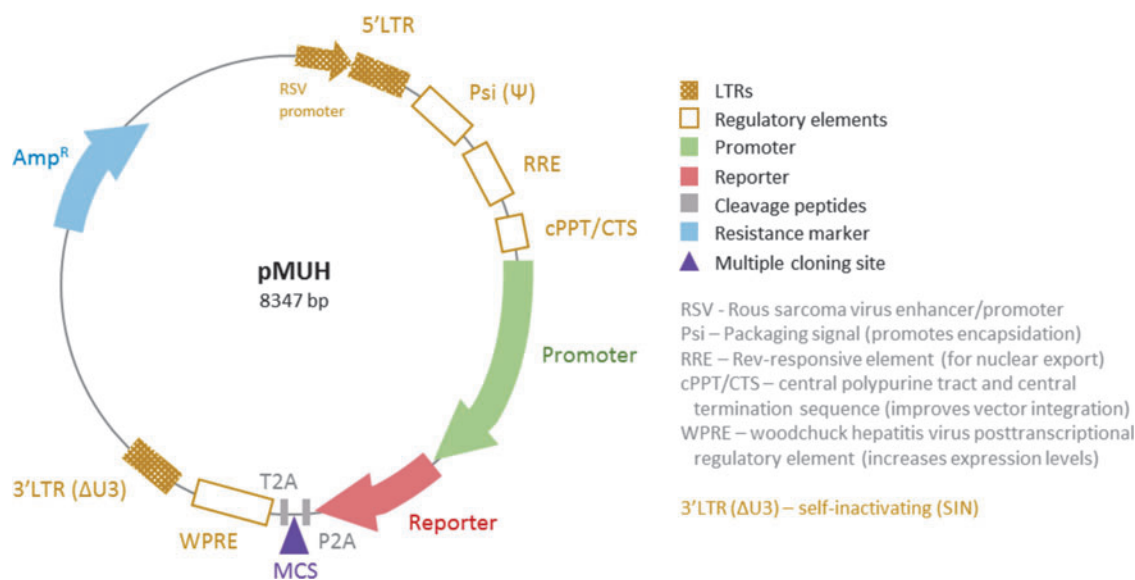 5'LTR
RSV
promoter
Psi (Ψ)
RRE
cPPT/CTS
Amp^R
pMUH
8347 bp
Promoter
3'LTR (ΔU3)
T2A
Reporter
WPRE
P2A
MCS
LTRs
Regulatory elements
Promoter
Reporter
Cleavage peptides
Resistance marker
Multiple cloning site
RSV - Rous sarcoma virus enhancer/promoter
Psi – Packaging signal (promotes encapsidation)
RRE – Rev-responsive element (for nuclear export)
cPPT/CTS – central polypurine tract and central
termination sequence (improves vector integration)
WPRE – woodchuck hepatitis virus posttranscriptional
regulatory element (increases expression levels)
3'LTR (ΔU3) – self-inactivating (SIN)